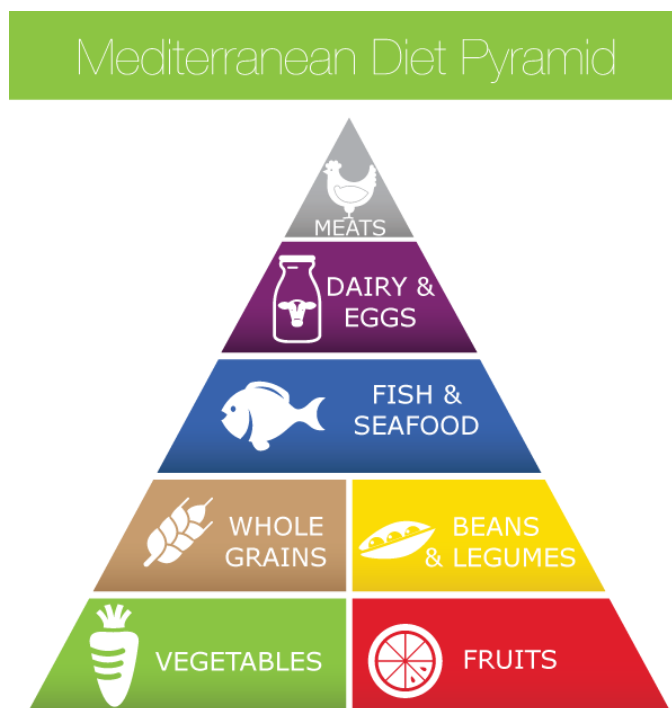 Mediterranean Diet Pyramid
MEATS
DAIRY &
EGGS
FISH &
SEAFOOD
WHOLE
GRAINS
BEANS
& LEGUMES
VEGETABLES
FRUITS